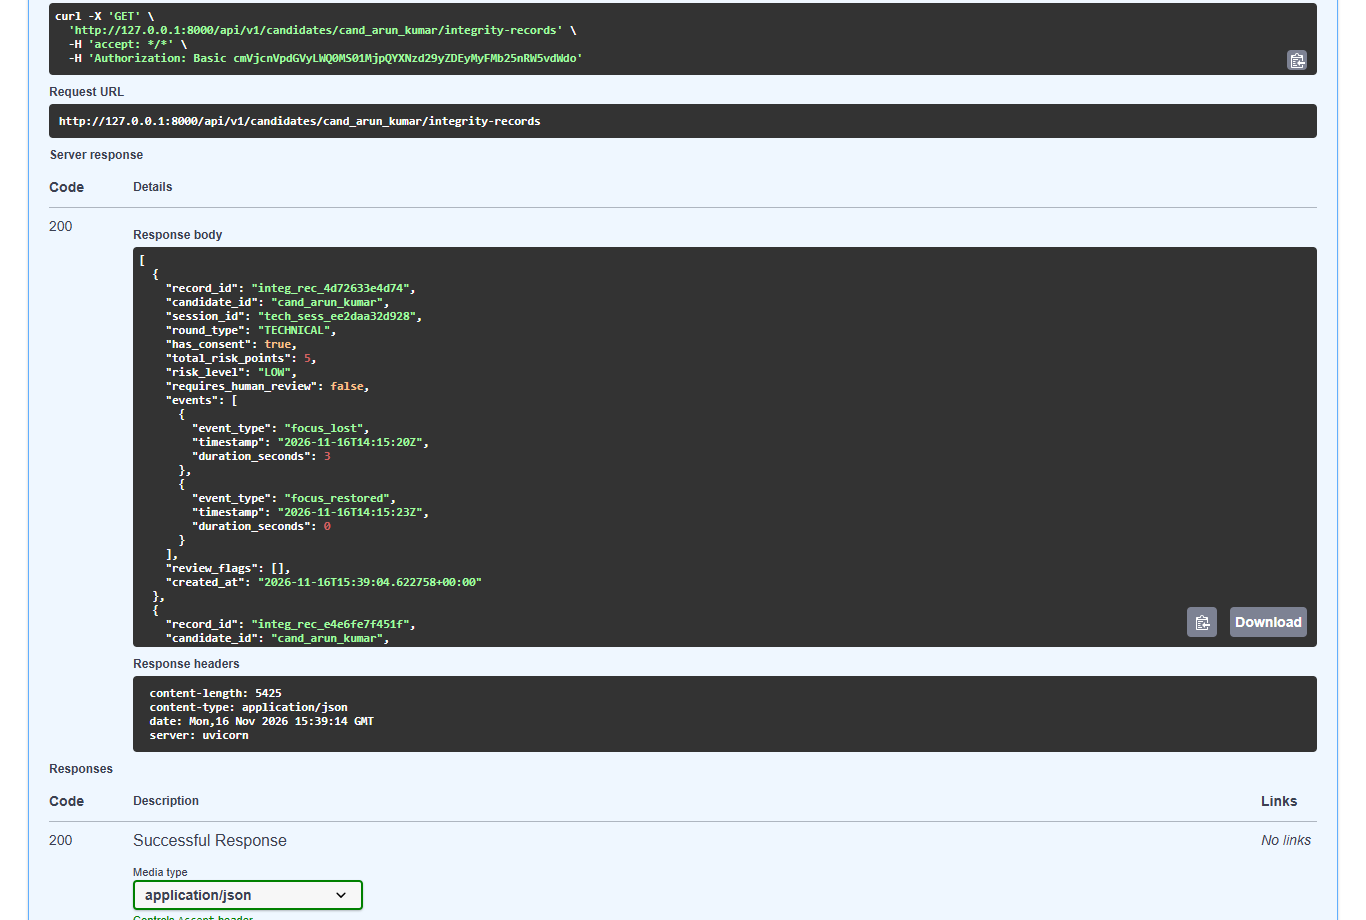 curl -X 'GET' \
'http://127.0.0.1:8000/api/v1/candidates/cand_arun_kumar/integrity-records' \
-H 'accept: */*' \
-H 'Authorization: Basic cmVjcnVpdGVyLWQ0MS01MjpQYXNzd29yZDEyMyFMb25nRW5vdWdo'
Request URL
http://127.0.0.1:8000/api/v1/candidates/cand_arun_kumar/integrity-records
Server response
Code Details
200
Response body
[
{
"record_id": "integ_rec_4d72633e4d74",
"candidate_id": "cand_arun_kumar",
"session_id": "tech_sess_ee2daa32d928",
"round_type": "TECHNICAL",
"has_consent": true,
"total_risk_points": 5,
"risk_level": "LOW",
"requires_human_review": false,
"events": [
{
"event_type": "focus_lost",
"timestamp": "2026-11-16T14:15:20Z",
"duration_seconds": 3
},
{
"event_type": "focus_restored",
"timestamp": "2026-11-16T14:15:23Z",
"duration_seconds": 0
}
],
"review_flags": [],
"created_at": "2026-11-16T15:39:04.622758+00:00"
},
{
"record_id": "integ_rec_e4e6fe7f451f",
"candidate_id": "cand_arun_kumar",
Download
Response headers
content-length: 5425
content-type: application/json
date: Mon,16 Nov 2026 15:39:14 GMT
server: uvicorn
Responses
Code Description Links
200 Successful Response No links
Media type
application/json
Controls Accept header